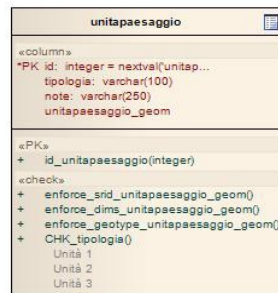 unitapaesaggio
«column»
*PK id: integer = nextval('unitap...
tipologia: varchar(100)
note: varchar(250)
unitapaesaggio_geom
«PK»
+ id_unitapaesaggio(integer)
«check»
+ enforce_srid_unitapaesaggio_geom()
+ enforce_dims_unitapaesaggio_geom()
+ enforce_geotype_unitapaesaggio_geom()
+ CHK_tipologia()
Unità 1
Unità 2
Unità 3